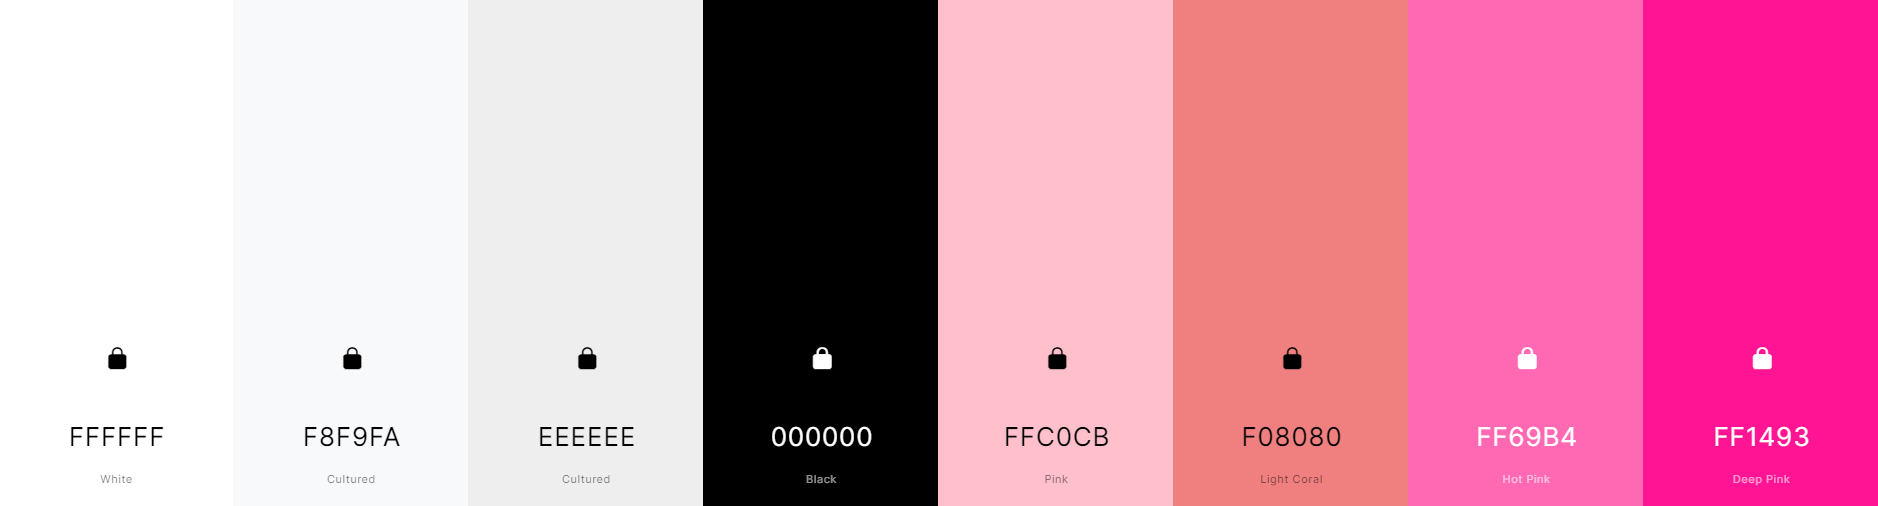 FFFFFF F8F9FA EEEEEE 000000 FFC0CB F08080 FF69B4 FF1493
White Cultured Cultured Black Pink Light Coral Hot Pink Deep Pink